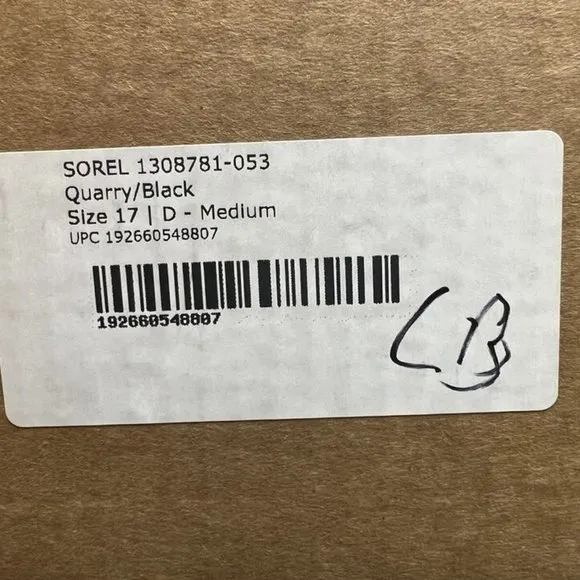 SOREL 1308781-053
Quarry/Black
Size 17 | D - Medium
UPC 192660548807
192660548807